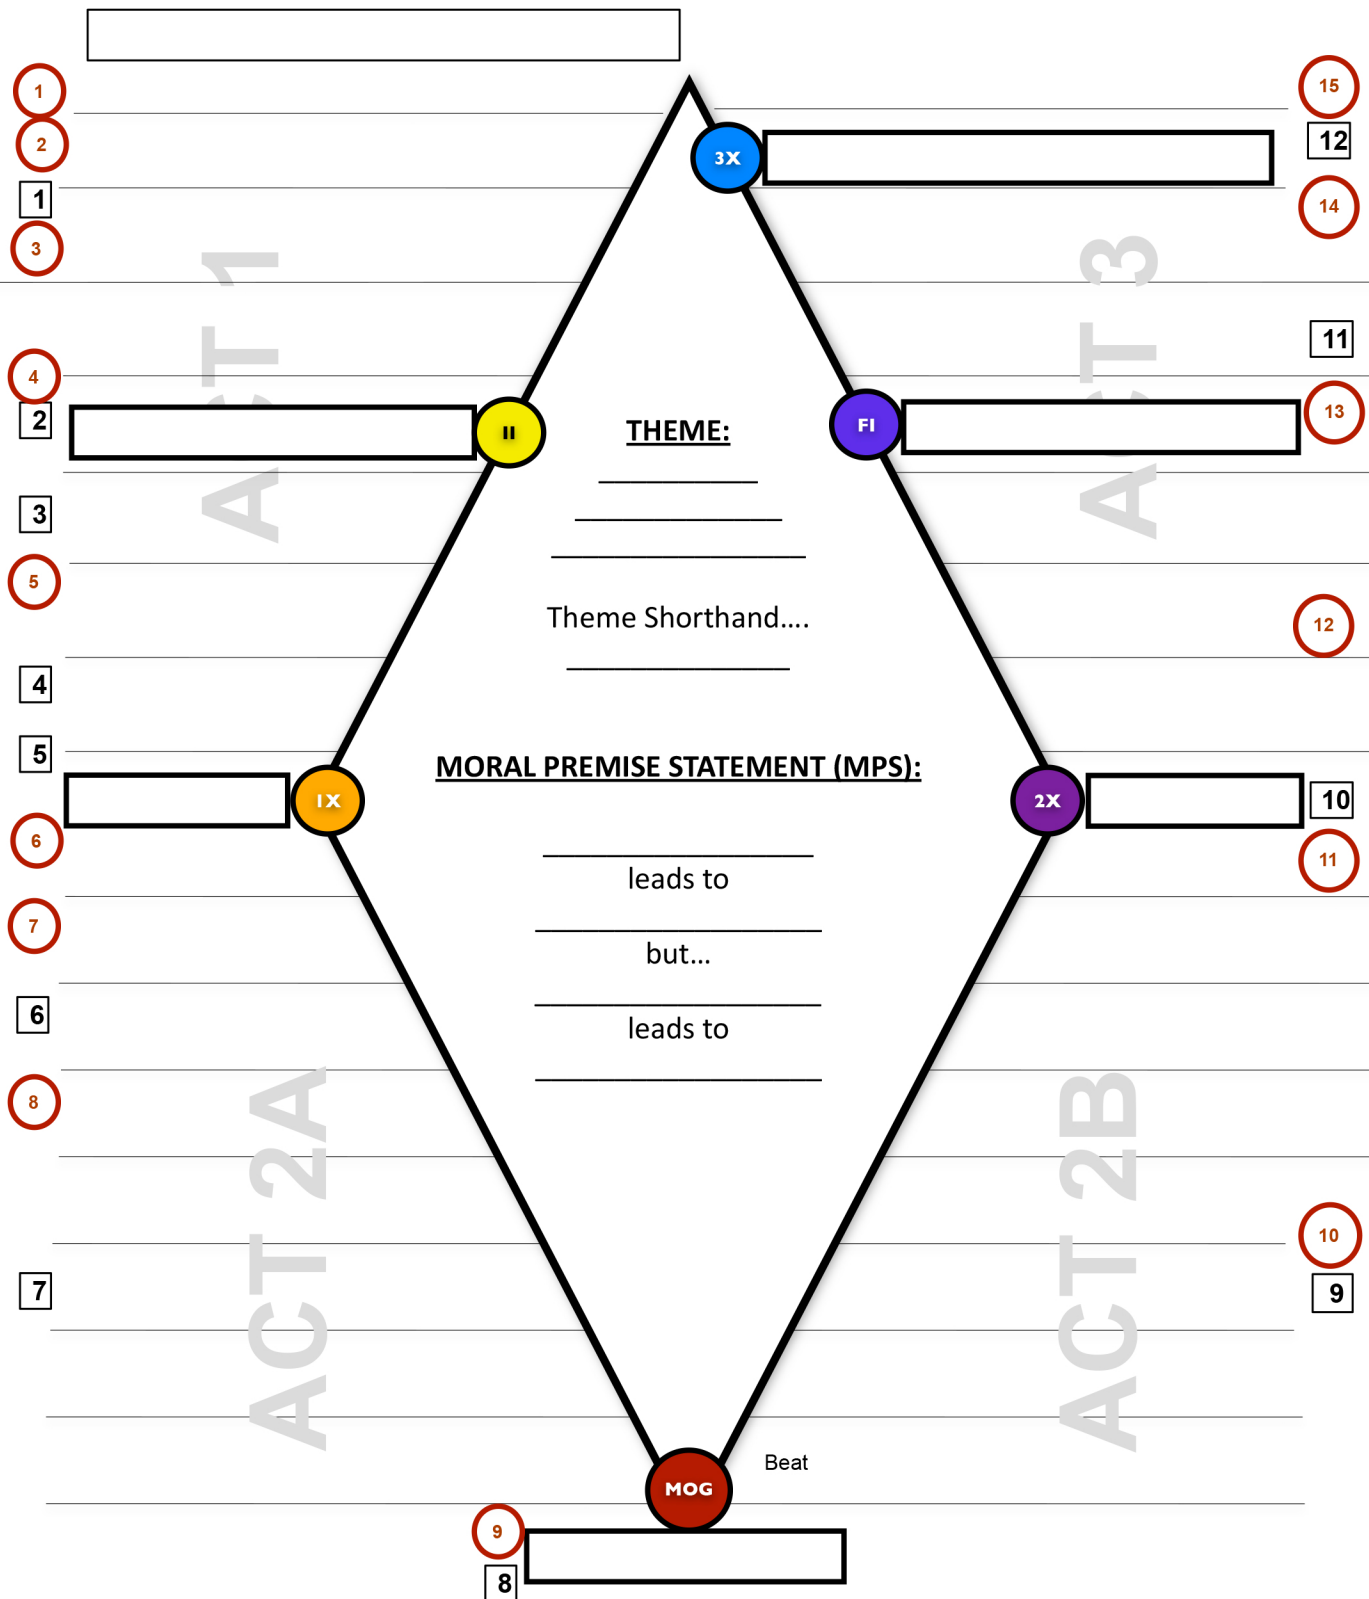 1
15
2
12
3X
1
14
3
ACT 1
ACT 3
11
4
2
II
THEME:
FI
13
3
5
Theme Shorthand....
12
4
5
MORAL PREMISE STATEMENT (MPS):
1X
2X
10
6
11
leads to
7
but...
6
leads to
8
ACT 2A
ACT 2B
10
7
9
Beat
MOG
9
8